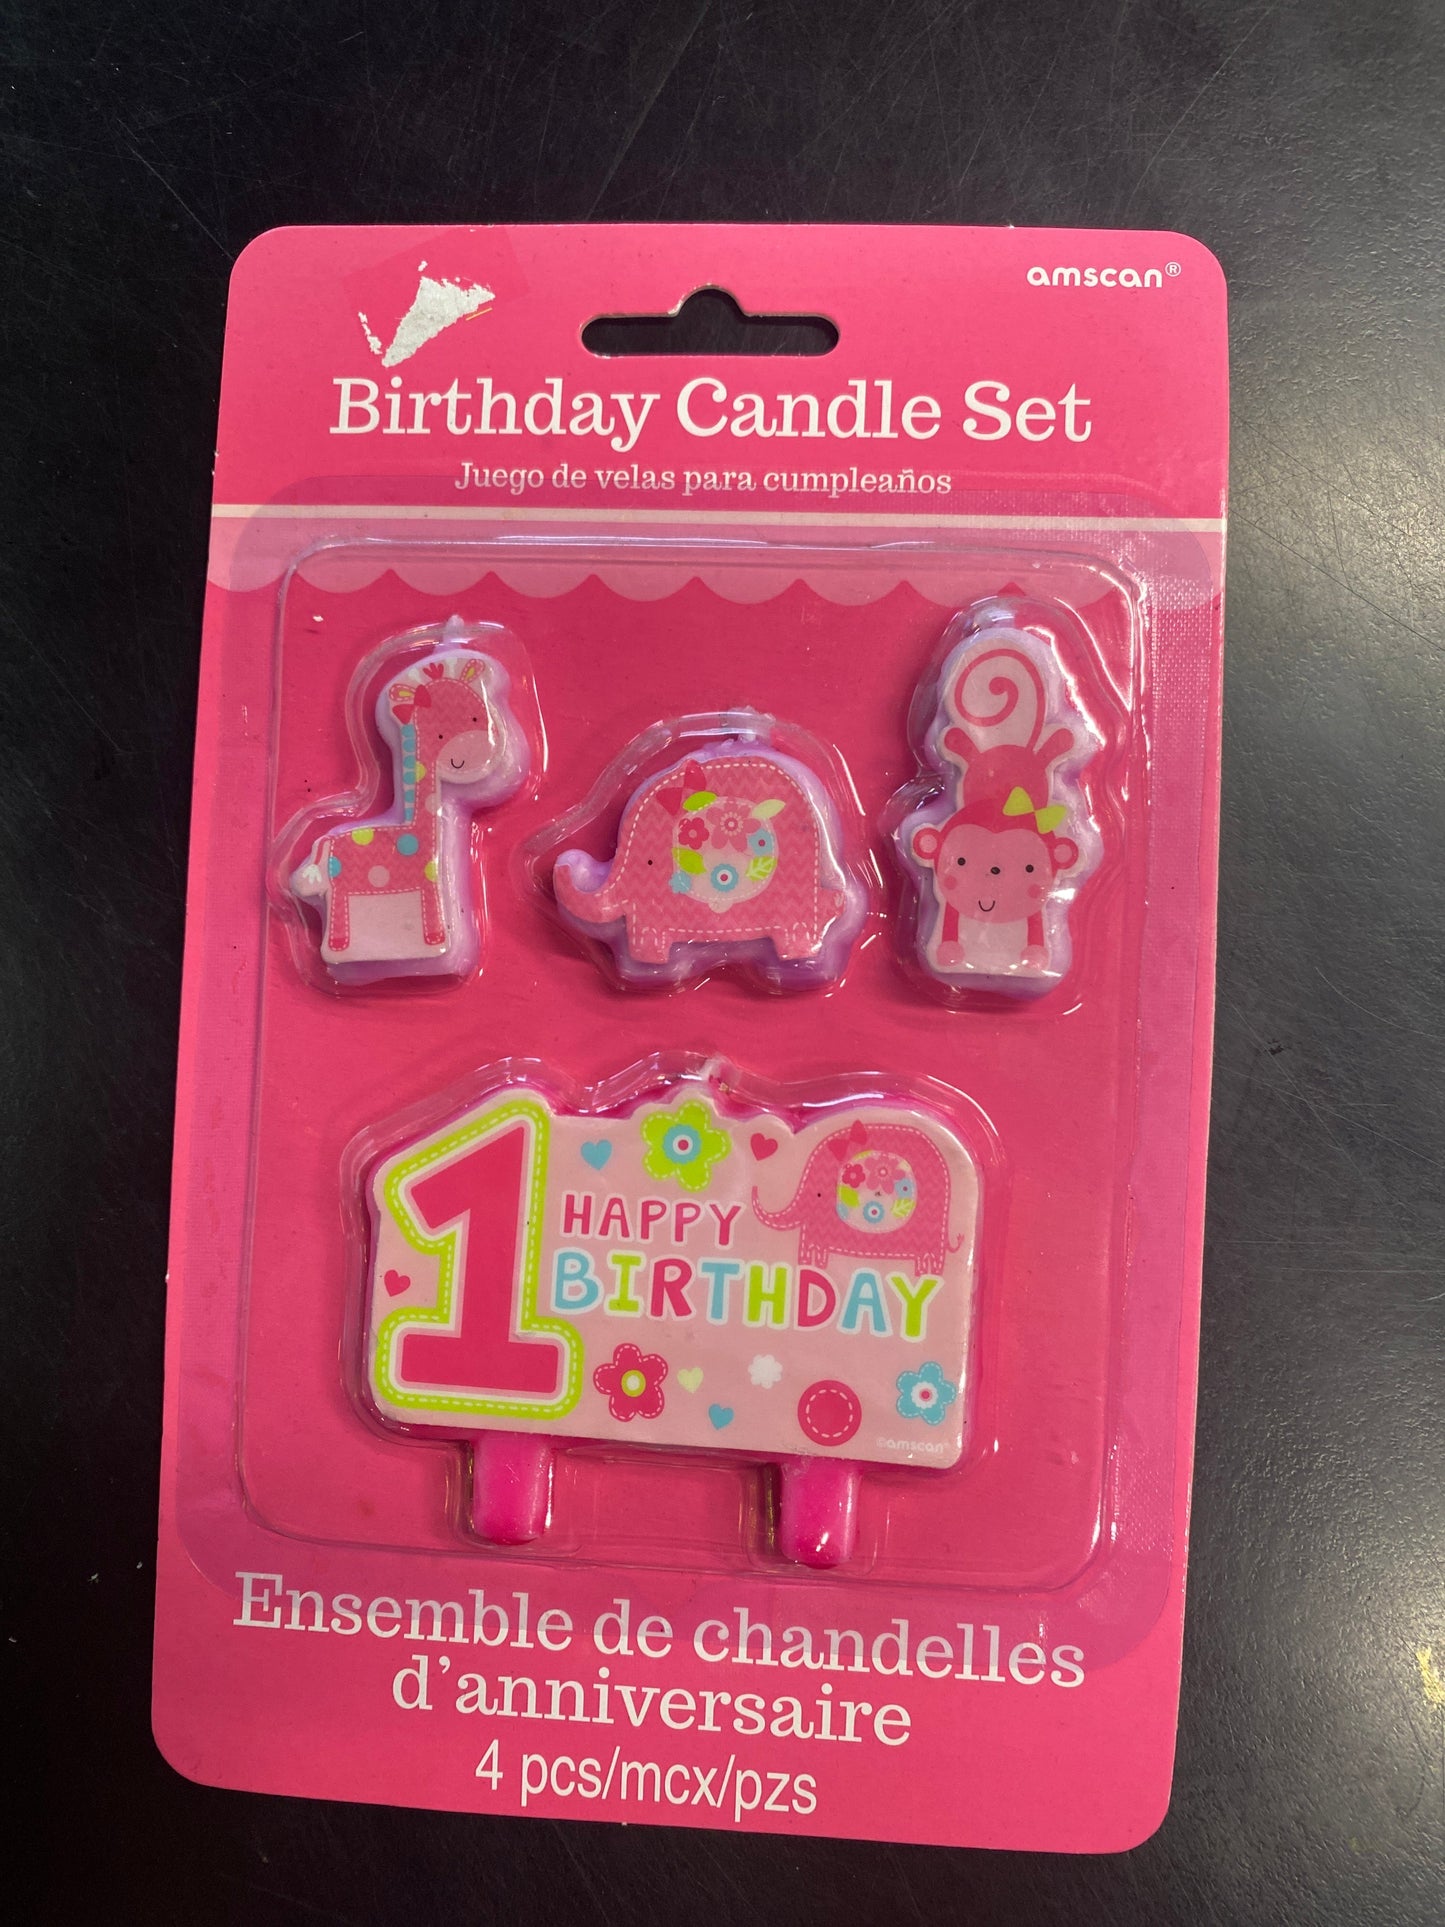 amscan®
Birthday Candle Set
Juego de velas para cumpleaños
1
HAPPY
BIRTHDAY
©amscan®
Ensemble de chandelles
d'anniversaire
4 pcs/mcx/pzs